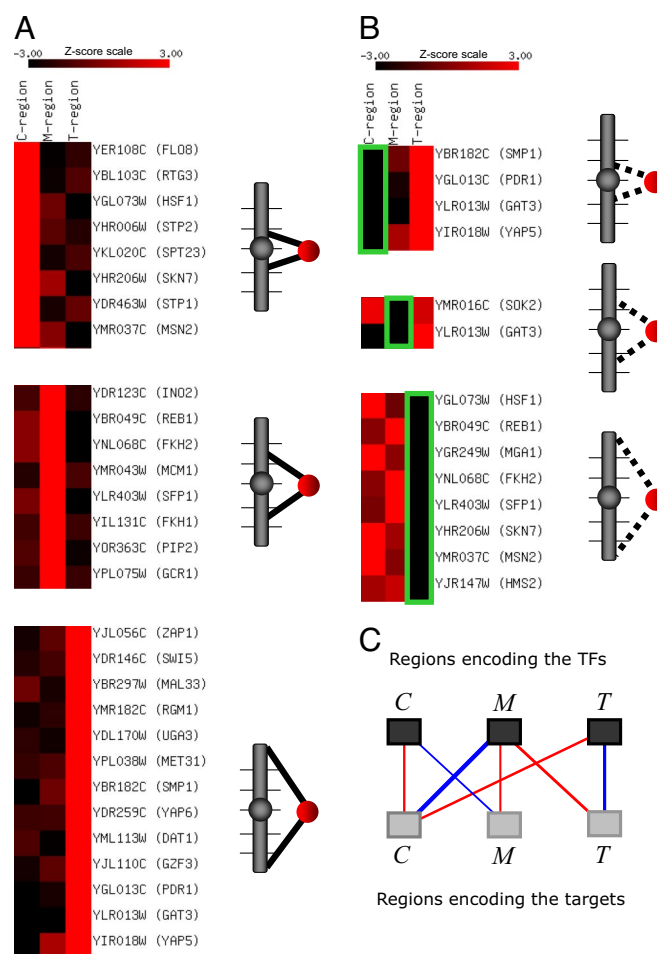 A
Z-score scale
-3.00
3.00
C-region
M-region
T-region
YER108C (FLO8)
YBL103C (RTG3)
YGL073W (HSF1)
YHR006W (STP2)
YKL020C (SPT23)
YHR206W (SKN7)
YDR463W (STP1)
YMR037C (MSN2)
YDR123C (INO2)
YBR049C (REB1)
YNL068C (FKH2)
YMR043W (MCM1)
YLR403W (SFP1)
YIL131C (FKH1)
YOR363C (PIP2)
YPL075W (GCR1)
YJL056C (ZAP1)
YDR146C (SWI5)
YBR297W (MAL33)
YMR182C (RGM1)
YDL170W (UGA3)
YPL038W (MET31)
YBR182C (SMP1)
YDR259C (YAP6)
YML113W (DAT1)
YJL110C (GZF3)
YGL013C (PDR1)
YLR013W (GAT3)
YIR018W (YAP5)
B
Z-score scale
-3.00
3.00
C-region
M-region
T-region
YBR182C (SMP1)
YGL013C (PDR1)
YLR013W (GAT3)
YIR018W (YAP5)
YMR016C (SOK2)
YLR013W (GAT3)
YGL073W (HSF1)
YBR049C (REB1)
YGR249W (MGA1)
YNL068C (FKH2)
YLR403W (SFP1)
YHR206W (SKN7)
YMR037C (MSN2)
YJR147W (HMS2)
C
Regions encoding the TFs
C M T
C M T
Regions encoding the targets